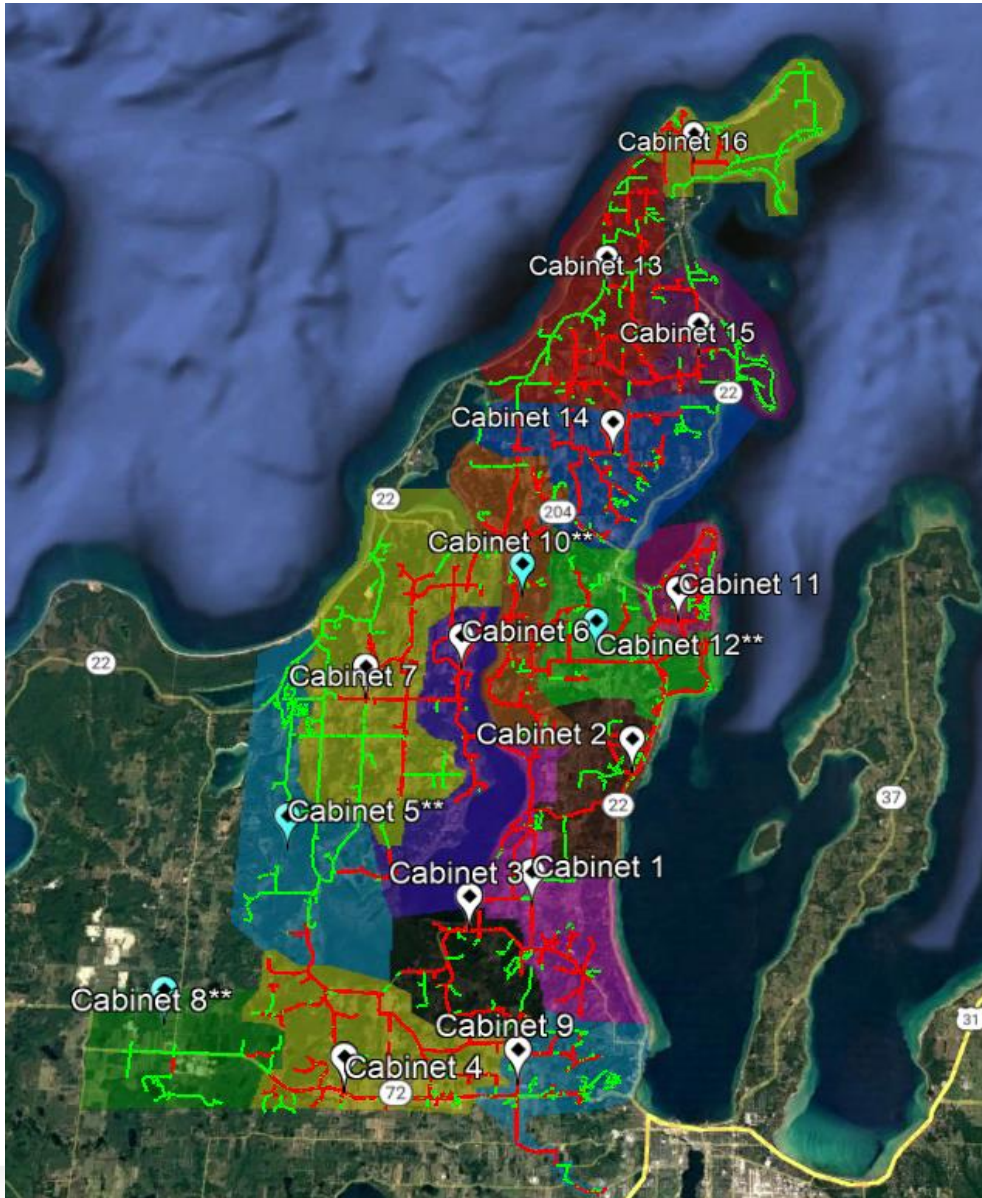 Cabinet 16
Cabinet 13
Cabinet 15
22
Cabinet 14
22
204
Cabinet 10**
Cabinet 11
Cabinet 6
Cabinet 12**
22
Cabinet 7
Cabinet 2
37
22
Cabinet 5**
Cabinet 1
Cabinet 3
Cabinet 8**
31
Cabinet 9
Cabinet 4
72